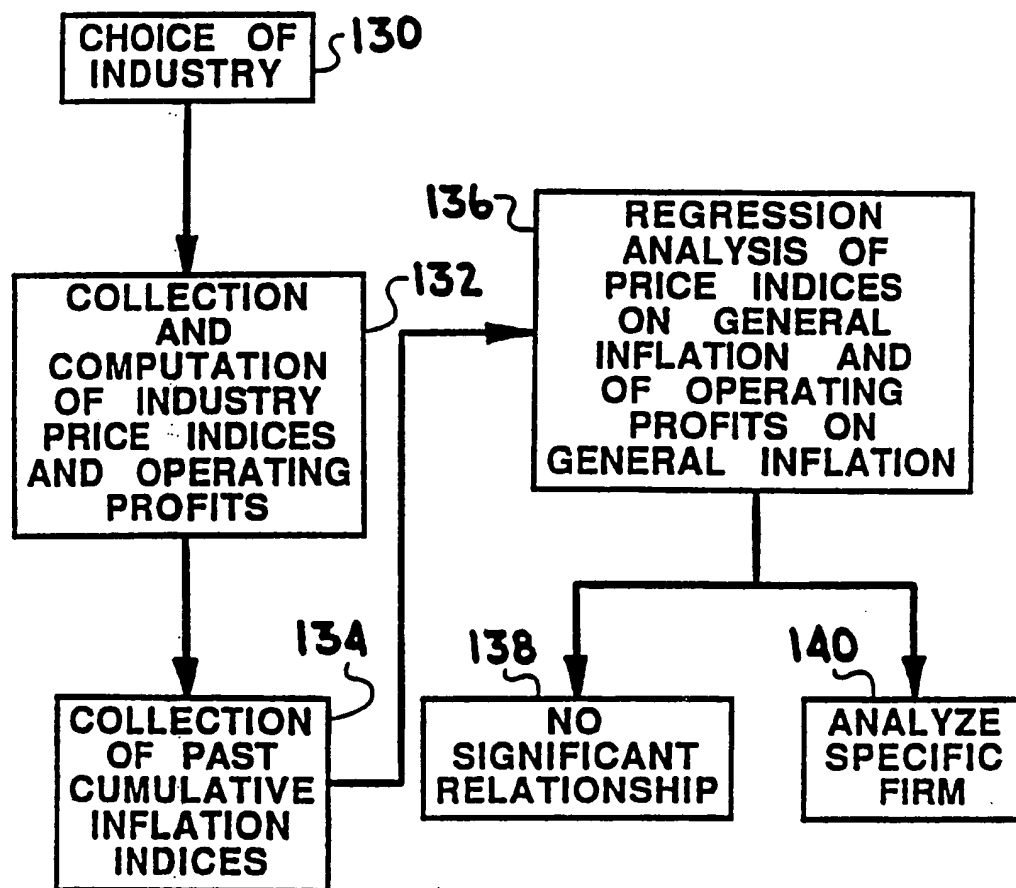 CHOICE OF
INDUSTRY
130
COLLECTION
AND
COMPUTATION
OF INDUSTRY
PRICE INDICES
AND OPERATING
PROFITS
132
COLLECTION
OF PAST
CUMULATIVE
INFLATION
INDICES
134
136
REGRESSION
ANALYSIS OF
PRICE INDICES
ON GENERAL
INFLATION AND
OF OPERATING
PROFITS ON
GENERAL INFLATION
138
NO
SIGNIFICANT
RELATIONSHIP
140
ANALYZE
SPECIFIC
FIRM